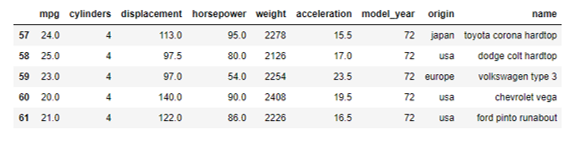 mpg cylinders displacement horsepower weight acceleration model_year origin name
57 24.0 4 113.0 95.0 2278 15.5 72 japan toyota corona hardtop
58 25.0 4 97.5 80.0 2126 17.0 72 usa dodge colt hardtop
59 23.0 4 97.0 54.0 2254 23.5 72 europe volkswagen type 3
60 20.0 4 140.0 90.0 2408 19.5 72 usa chevrolet vega
61 21.0 4 122.0 86.0 2226 16.5 72 usa ford pinto runabout